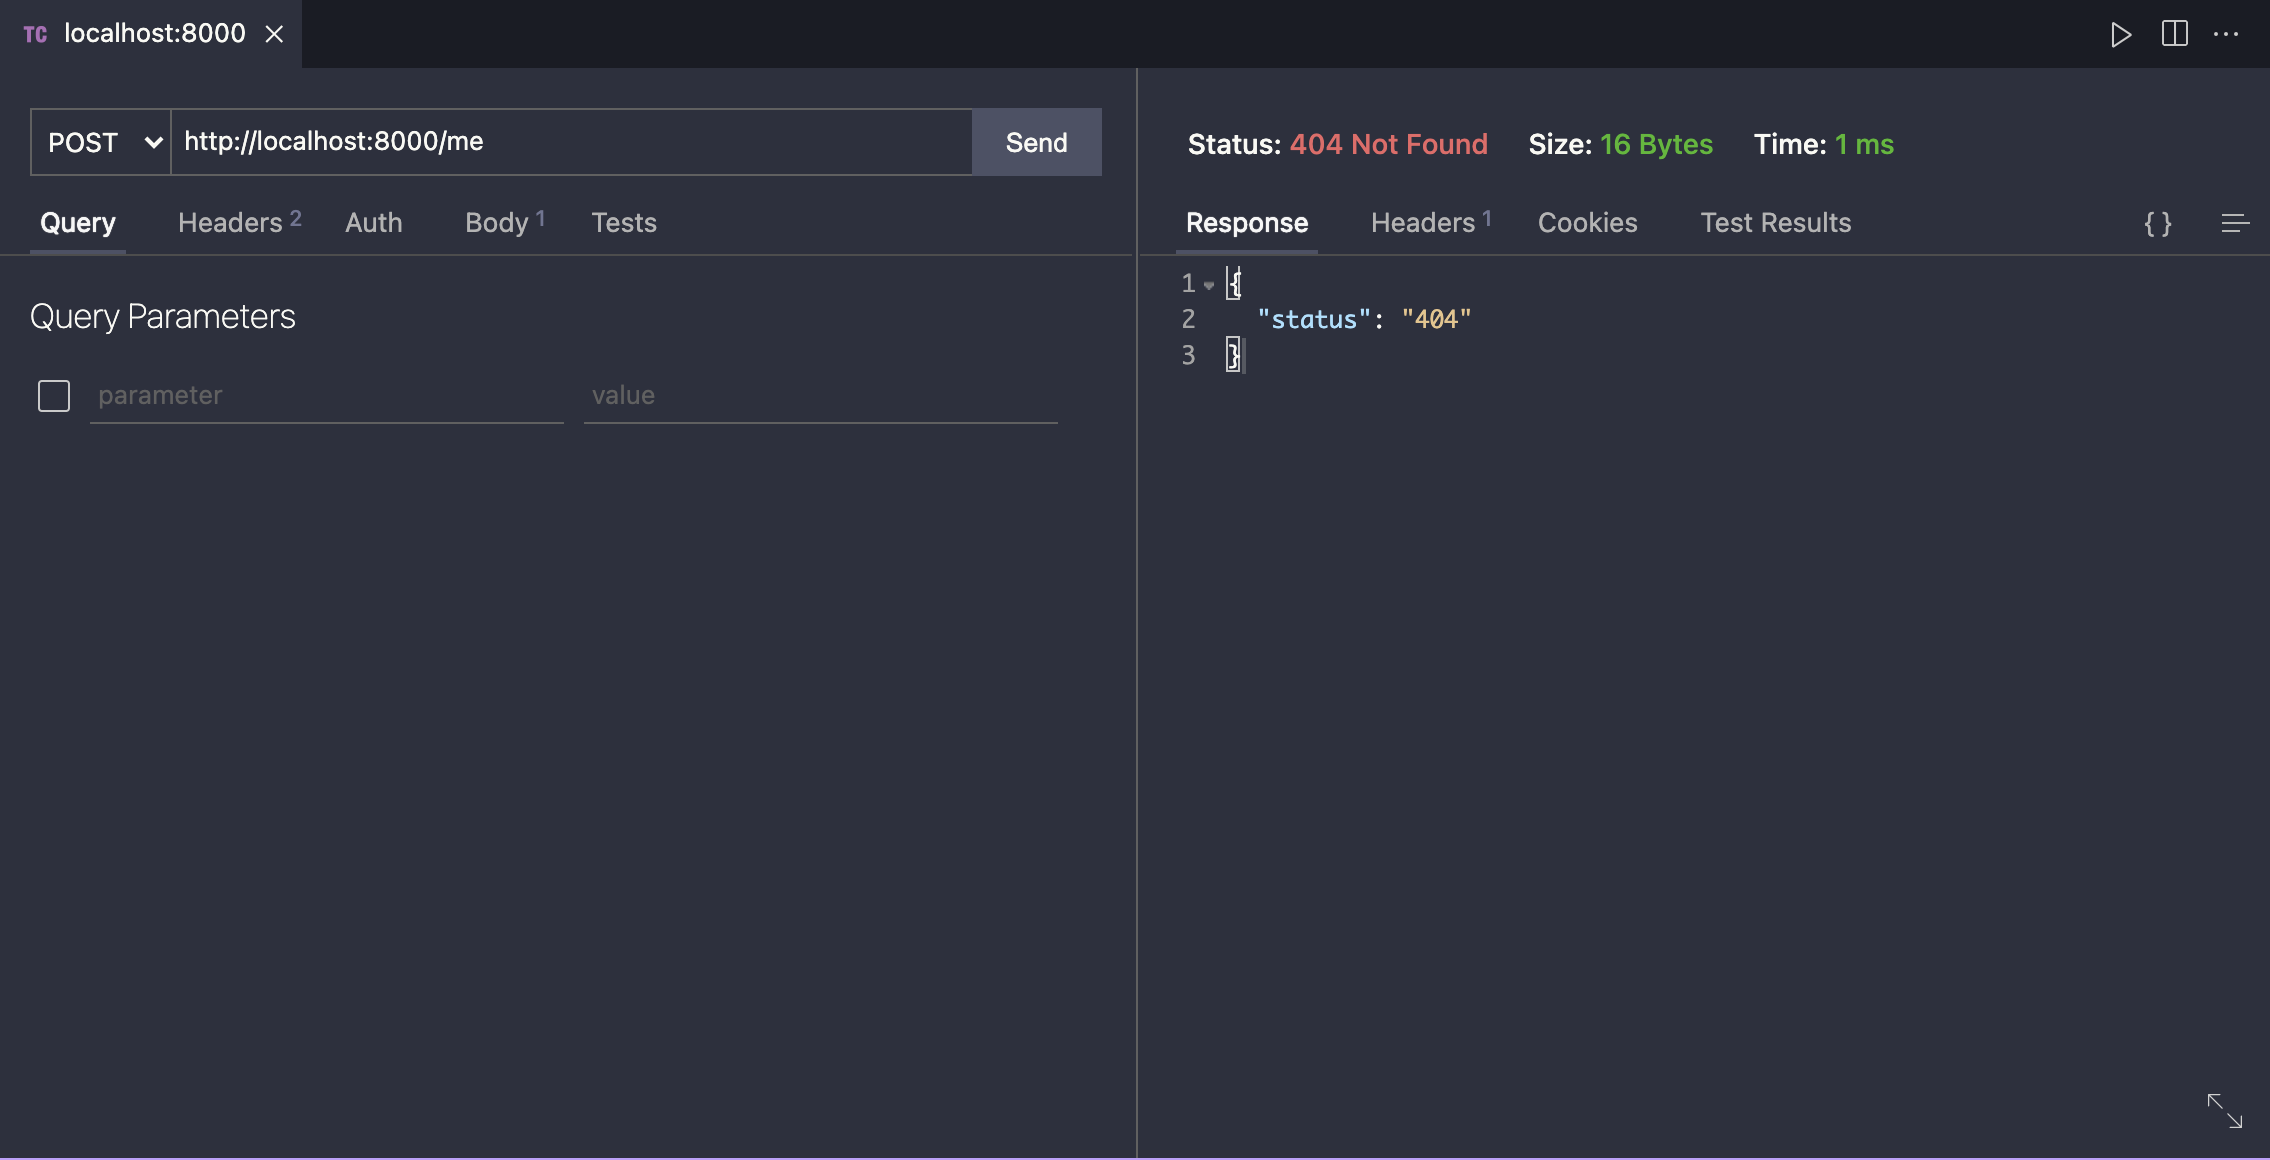 TC localhost:8000
POST http://localhost:8000/me Send
Query Headers 2 Auth Body 1 Tests
Query Parameters
parameter value
Status: 404 Not Found Size: 16 Bytes Time: 1 ms
Response Headers 1 Cookies Test Results {}
1 {
2 "status": "404"
3 }